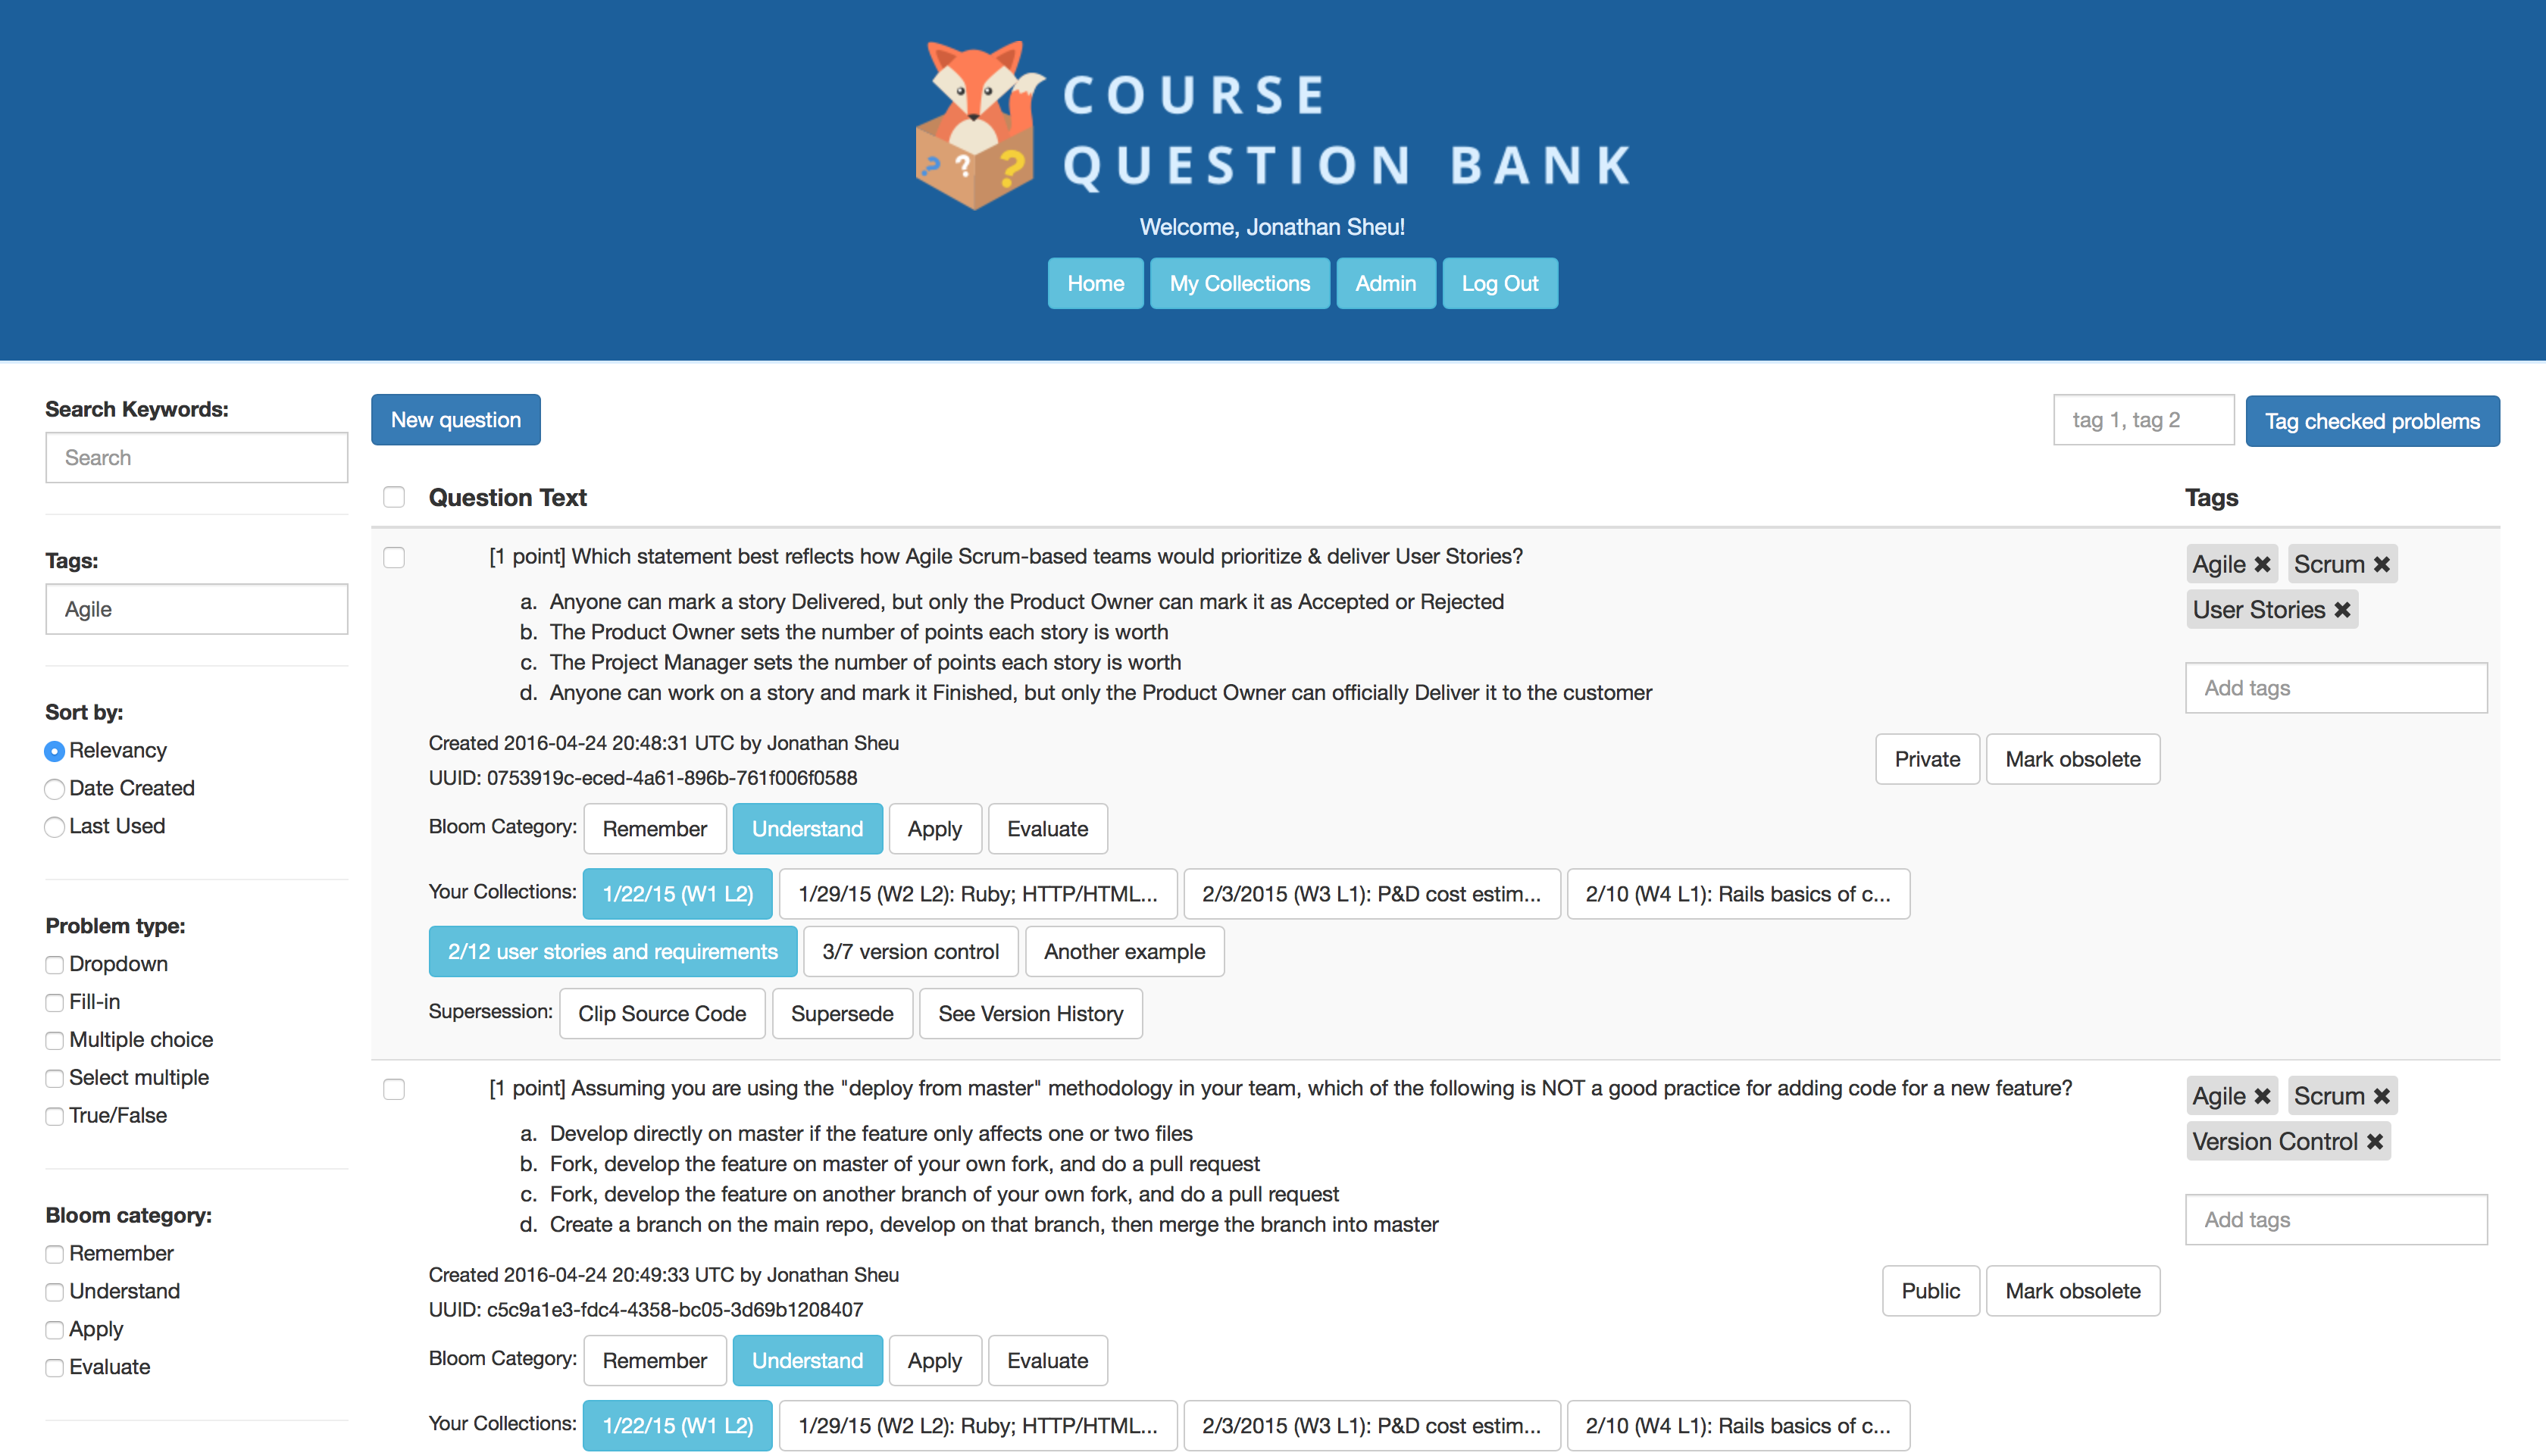 COURSE
QUESTION BANK
? ? ?
Welcome, Jonathan Sheu!
Home My Collections Admin Log Out
Search Keywords:
Search
Tags:
Agile
Sort by:
Relevancy
Date Created
Last Used
Problem type:
Dropdown
Fill-in
Multiple choice
Select multiple
True/False
Bloom category:
Remember
Understand
Apply
Evaluate
New question
tag 1, tag 2 Tag checked problems
Question Text Tags
[1 point] Which statement best reflects how Agile Scrum-based teams would prioritize & deliver User Stories?
a. Anyone can mark a story Delivered, but only the Product Owner can mark it as Accepted or Rejected
b. The Product Owner sets the number of points each story is worth
c. The Project Manager sets the number of points each story is worth
d. Anyone can work on a story and mark it Finished, but only the Product Owner can officially Deliver it to the customer
Agile ✖ Scrum ✖
User Stories ✖
Add tags
Created 2016-04-24 20:48:31 UTC by Jonathan Sheu
UUID: 0753919c-eced-4a61-896b-761f006f0588
Private Mark obsolete
Bloom Category: Remember Understand Apply Evaluate
Your Collections: 1/22/15 (W1 L2) 1/29/15 (W2 L2): Ruby; HTTP/HTML... 2/3/2015 (W3 L1): P&D cost estim... 2/10 (W4 L1): Rails basics of c...
2/12 user stories and requirements 3/7 version control Another example
Supersession: Clip Source Code Supersede See Version History
[1 point] Assuming you are using the "deploy from master" methodology in your team, which of the following is NOT a good practice for adding code for a new feature?
a. Develop directly on master if the feature only affects one or two files
b. Fork, develop the feature on master of your own fork, and do a pull request
c. Fork, develop the feature on another branch of your own fork, and do a pull request
d. Create a branch on the main repo, develop on that branch, then merge the branch into master
Agile ✖ Scrum ✖
Version Control ✖
Add tags
Created 2016-04-24 20:49:33 UTC by Jonathan Sheu
UUID: c5c9a1e3-fdc4-4358-bc05-3d69b1208407
Public Mark obsolete
Bloom Category: Remember Understand Apply Evaluate
Your Collections: 1/22/15 (W1 L2) 1/29/15 (W2 L2): Ruby; HTTP/HTML... 2/3/2015 (W3 L1): P&D cost estim... 2/10 (W4 L1): Rails basics of c...